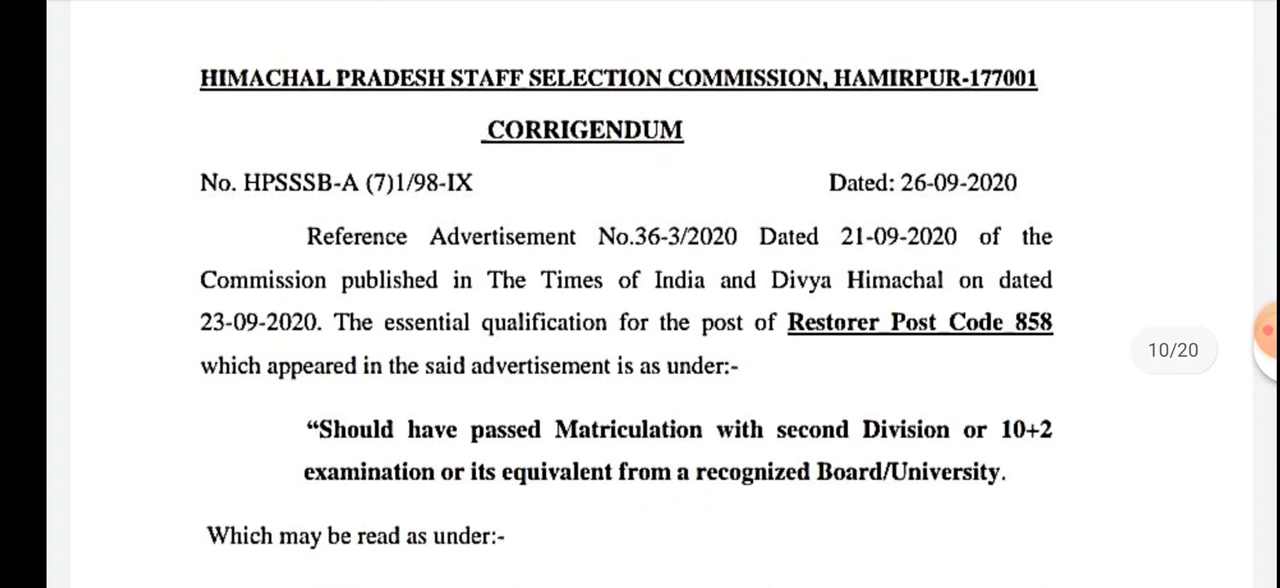 HIMACHAL PRADESH STAFF SELECTION COMMISSION, HAMIRPUR-177001
CORRIGENDUM
No. HPSSSB-A (7)1/98-IX Dated: 26-09-2020
Reference Advertisement No.36-3/2020 Dated 21-09-2020 of the
Commission published in The Times of India and Divya Himachal on dated
23-09-2020. The essential qualification for the post of Restorer Post Code 858
which appeared in the said advertisement is as under:-
“Should have passed Matriculation with second Division or 10+2
examination or its equivalent from a recognized Board/University.
Which may be read as under:-
10/20